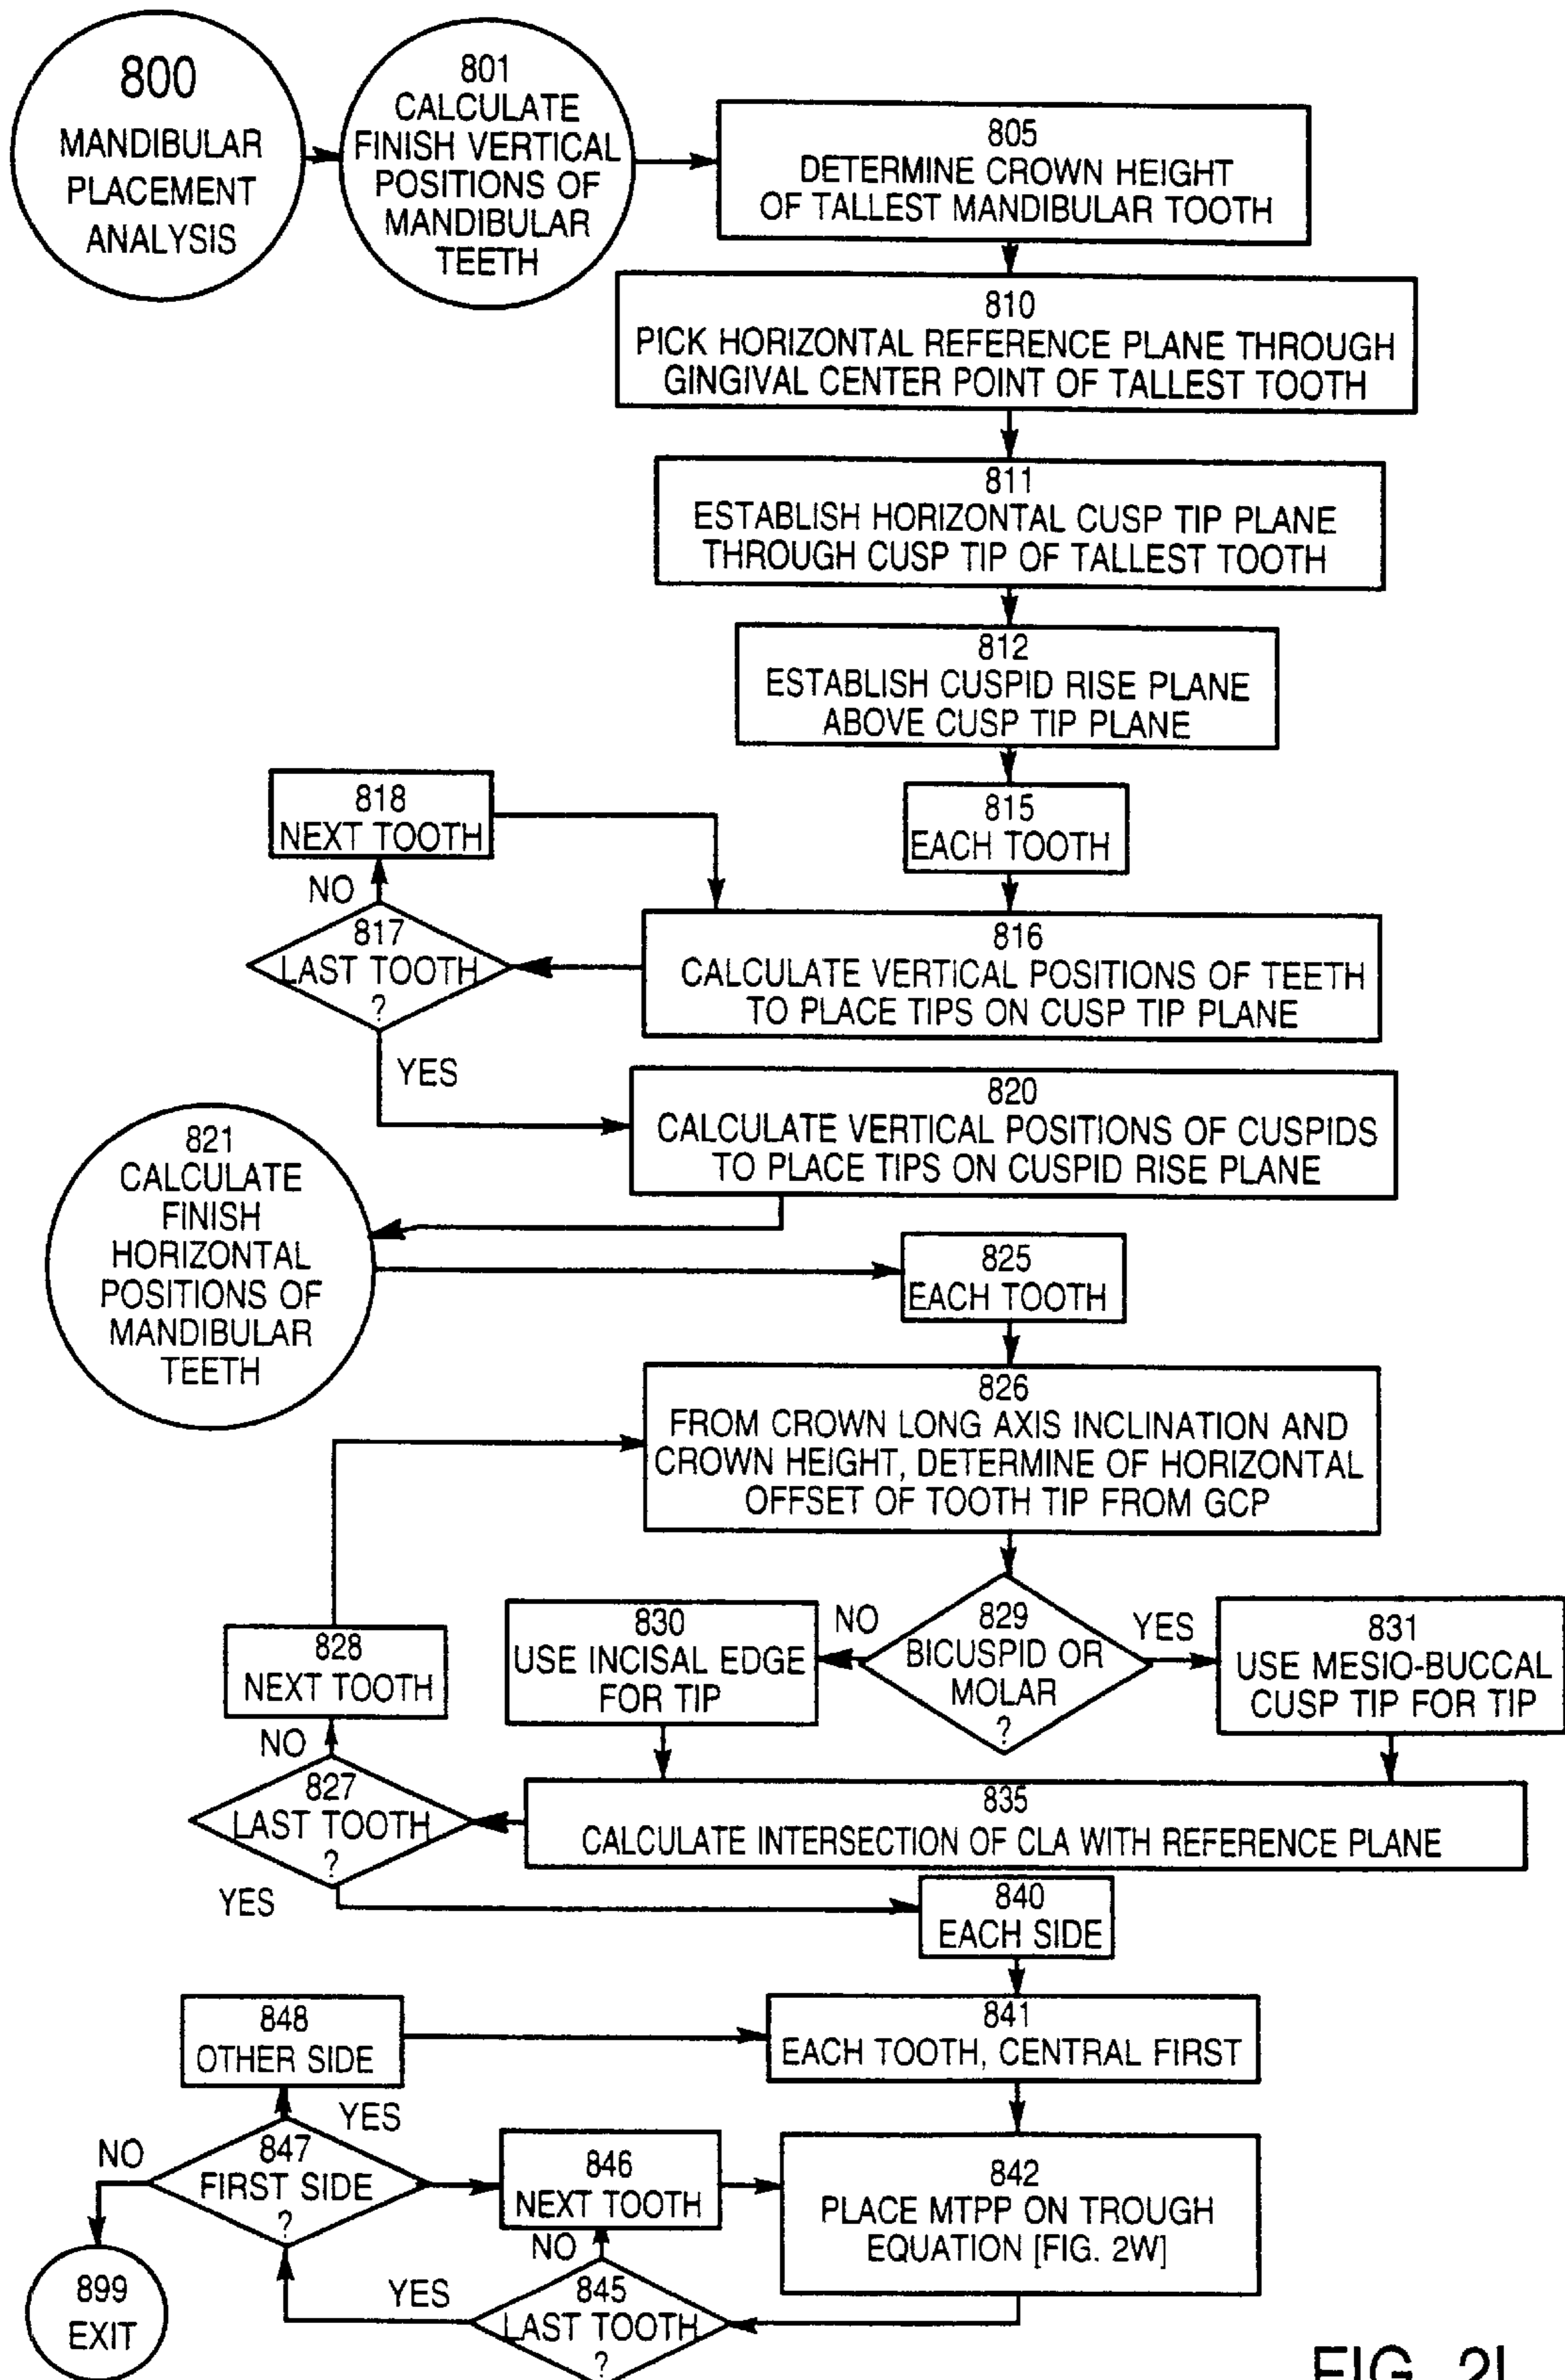 800
MANDIBULAR
PLACEMENT
ANALYSIS
801
CALCULATE
FINISH VERTICAL
POSITIONS OF
MANDIBULAR
TEETH
805
DETERMINE CROWN HEIGHT
OF TALLEST MANDIBULAR TOOTH
810
PICK HORIZONTAL REFERENCE PLANE THROUGH
GINGIVAL CENTER POINT OF TALLEST TOOTH
811
ESTABLISH HORIZONTAL CUSP TIP PLANE
THROUGH CUSP TIP OF TALLEST TOOTH
812
ESTABLISH CUSPID RISE PLANE
ABOVE CUSP TIP PLANE
815
EACH TOOTH
818
NEXT TOOTH
NO
817
LAST TOOTH
?
YES
816
CALCULATE VERTICAL POSITIONS OF TEETH
TO PLACE TIPS ON CUSP TIP PLANE
820
CALCULATE VERTICAL POSITIONS OF CUSPIDS
TO PLACE TIPS ON CUSPID RISE PLANE
821
CALCULATE
FINISH
HORIZONTAL
POSITIONS OF
MANDIBULAR
TEETH
825
EACH TOOTH
826
FROM CROWN LONG AXIS INCLINATION AND
CROWN HEIGHT, DETERMINE OF HORIZONTAL
OFFSET OF TOOTH TIP FROM GCP
829
BICUSPID OR
MOLAR
?
NO
YES
830
USE INCISAL EDGE
FOR TIP
831
USE MESIO-BUCCAL
CUSP TIP FOR TIP
828
NEXT TOOTH
NO
827
LAST TOOTH
?
YES
835
CALCULATE INTERSECTION OF CLA WITH REFERENCE PLANE
840
EACH SIDE
841
EACH TOOTH, CENTRAL FIRST
848
OTHER SIDE
YES
NO
847
FIRST SIDE
?
846
NEXT TOOTH
NO
842
PLACE MTPP ON TROUGH
EQUATION [FIG. 2W]
845
LAST TOOTH
?
YES
899
EXIT
FIG. 2I